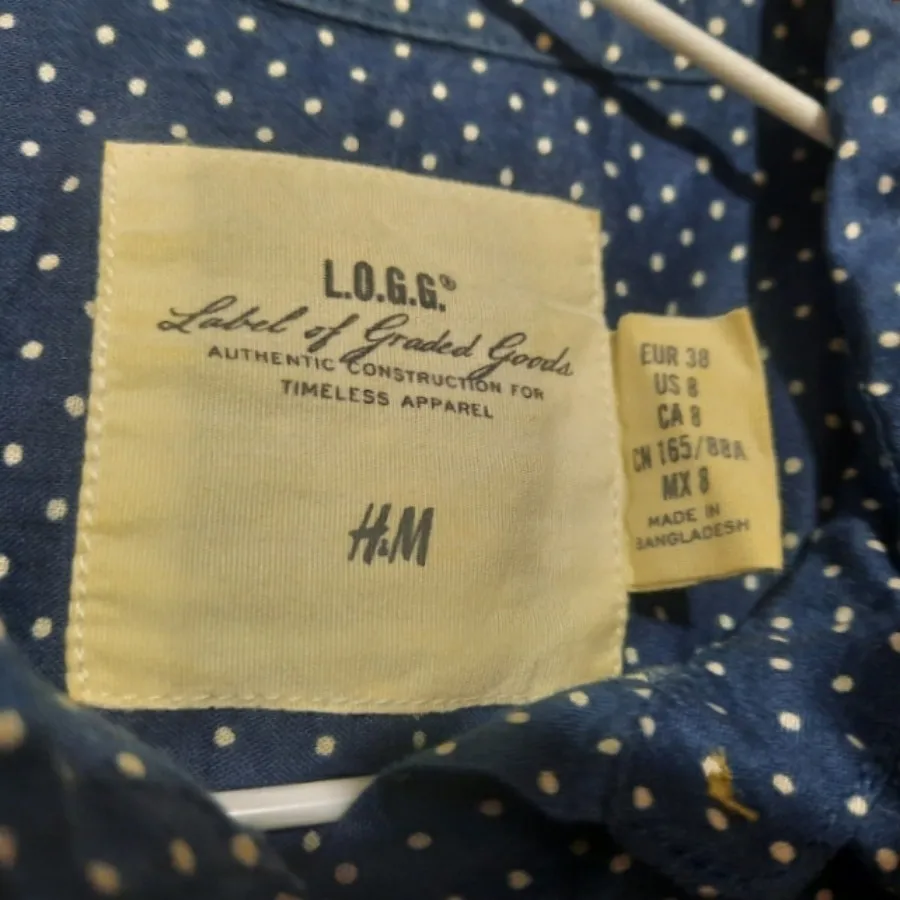 L.O.G.G.®
Label of Graded Goods
AUTHENTIC CONSTRUCTION FOR
TIMELESS APPAREL
H&M
EUR 38
US 8
CA 8
CN 165/88A
MX 8
MADE IN
BANGLADESH